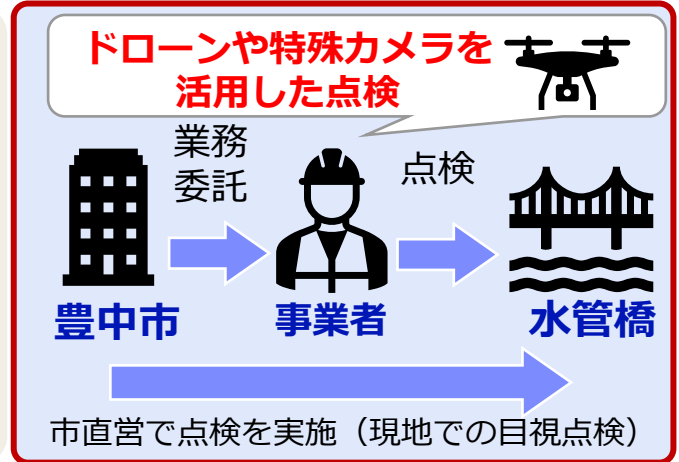 ドローンや特殊カメラを
活用した点検
業務
委託
点検
豊中市
事業者
水管橋
市直営で点検を実施（現地での目視点検）